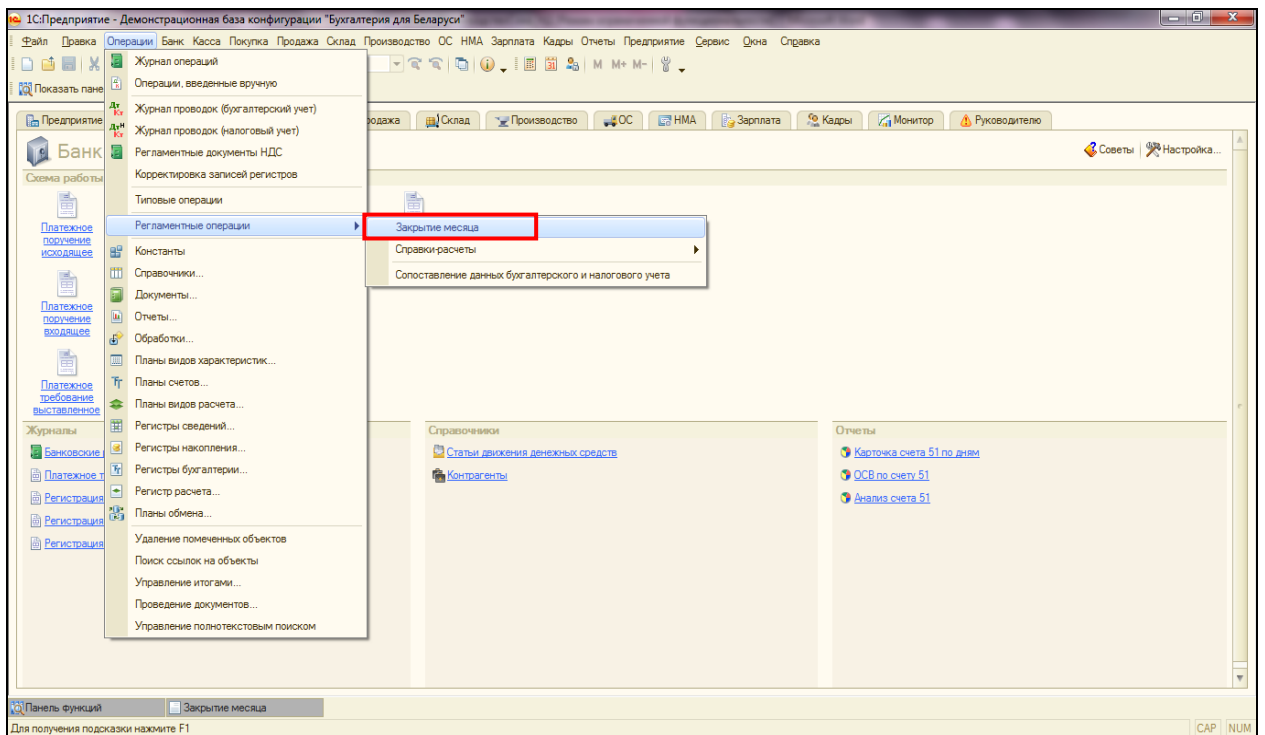 1С:Предприятие - Демонстрационная база конфигурации "Бухгалтерия для Беларуси"
Файл Правка Операции Банк Касса Покупка Продажа Склад Производство ОС НМА Зарплата Кадры Отчеты Предприятие Сервис Окна Справка
M M+ M-
Показать пане
Предприятие
одажа Склад Производство ОС НМА Зарплата Кадры Монитор Руководителю
Банк
Советы Настройка...
Схема работы
Платежное
поручение
исходящее
Платежное
поручение
входящее
Платежное
требование
выставленное
Журнал операций
Операции, введенные вручную
Журнал проводок (бухгалтерский учет)
Журнал проводок (налоговый учет)
Регламентные документы НДС
Корректировка записей регистров
Типовые операции
Регламентные операции
Константы
Справочники...
Документы...
Отчеты...
Обработки...
Планы видов характеристик...
Планы счетов...
Планы видов расчета...
Регистры сведений...
Регистры накопления...
Регистры бухгалтерии...
Регистр расчета...
Планы обмена...
Удаление помеченных объектов
Поиск ссылок на объекты
Управление итогами...
Проведение документов...
Управление полнотекстовым поиском
Закрытие месяца
Справки-расчеты
Сопоставление данных бухгалтерского и налогового учета
Журналы
Банковские
Платежное т
Регистрация
Регистрация
Регистрация
Справочники
Статьи движения денежных средств
Контрагенты
Отчеты
Карточка счета 51 по дням
ОСВ по счету 51
Анализ счета 51
Панель функций Закрытие месяца
Для получения подсказки нажмите F1
CAP NUM